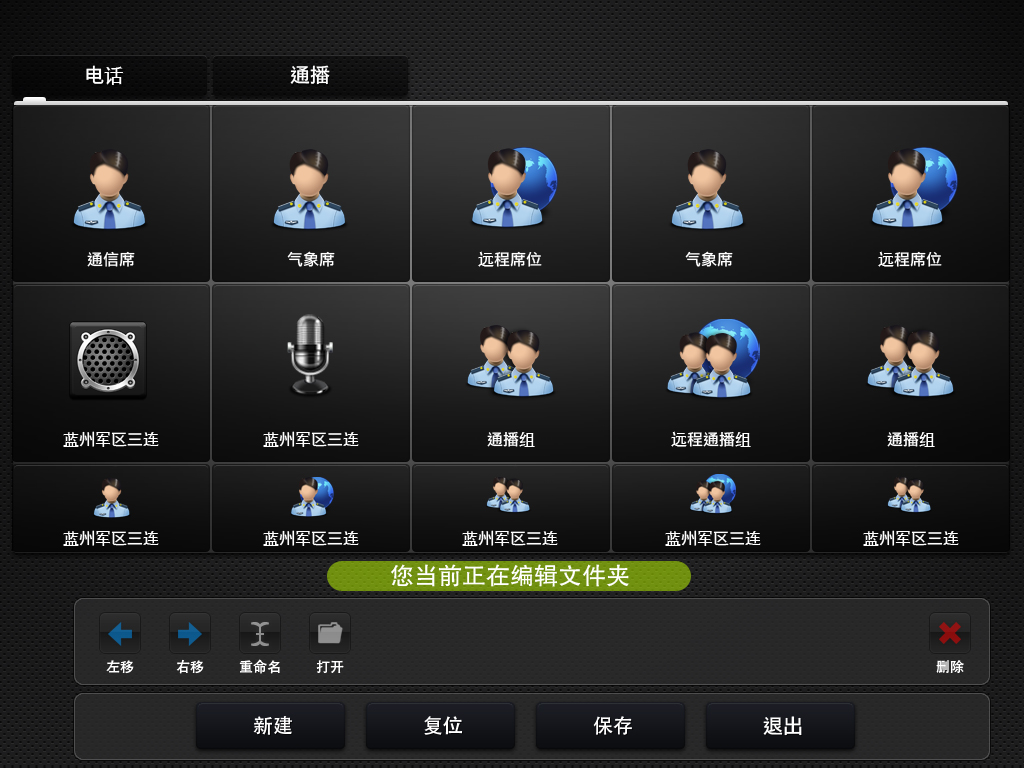 电话
通播
通信席
气象席
远程席位
气象席
远程席位
蓝州军区三连
蓝州军区三连
通播组
远程通播组
通播组
蓝州军区三连
蓝州军区三连
蓝州军区三连
蓝州军区三连
蓝州军区三连
您当前正在编辑文件夹
左移
右移
重命名
打开
删除
新建
复位
保存
退出